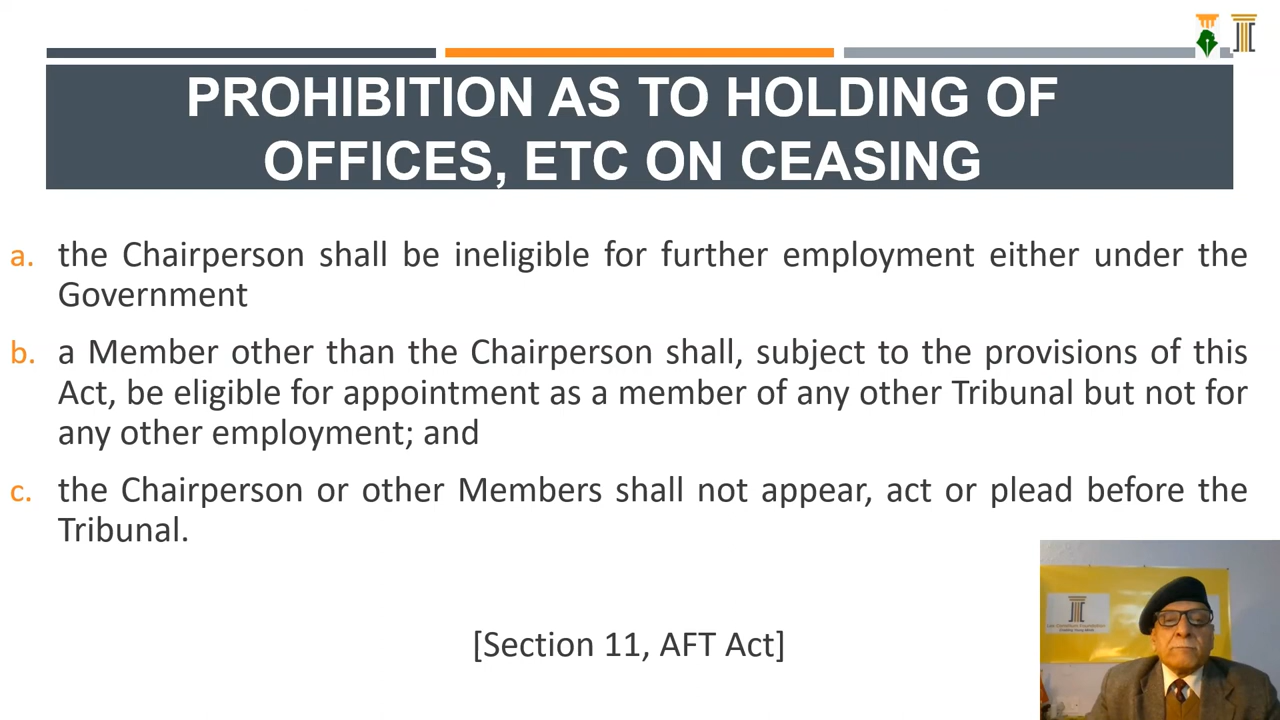 PROHIBITION AS TO HOLDING OF
OFFICES, ETC ON CEASING
a. the Chairperson shall be ineligible for further employment either under the
Government
b. a Member other than the Chairperson shall, subject to the provisions of this
Act, be eligible for appointment as a member of any other Tribunal but not for
any other employment; and
c. the Chairperson or other Members shall not appear, act or plead before the
Tribunal.
[Section 11, AFT Act]